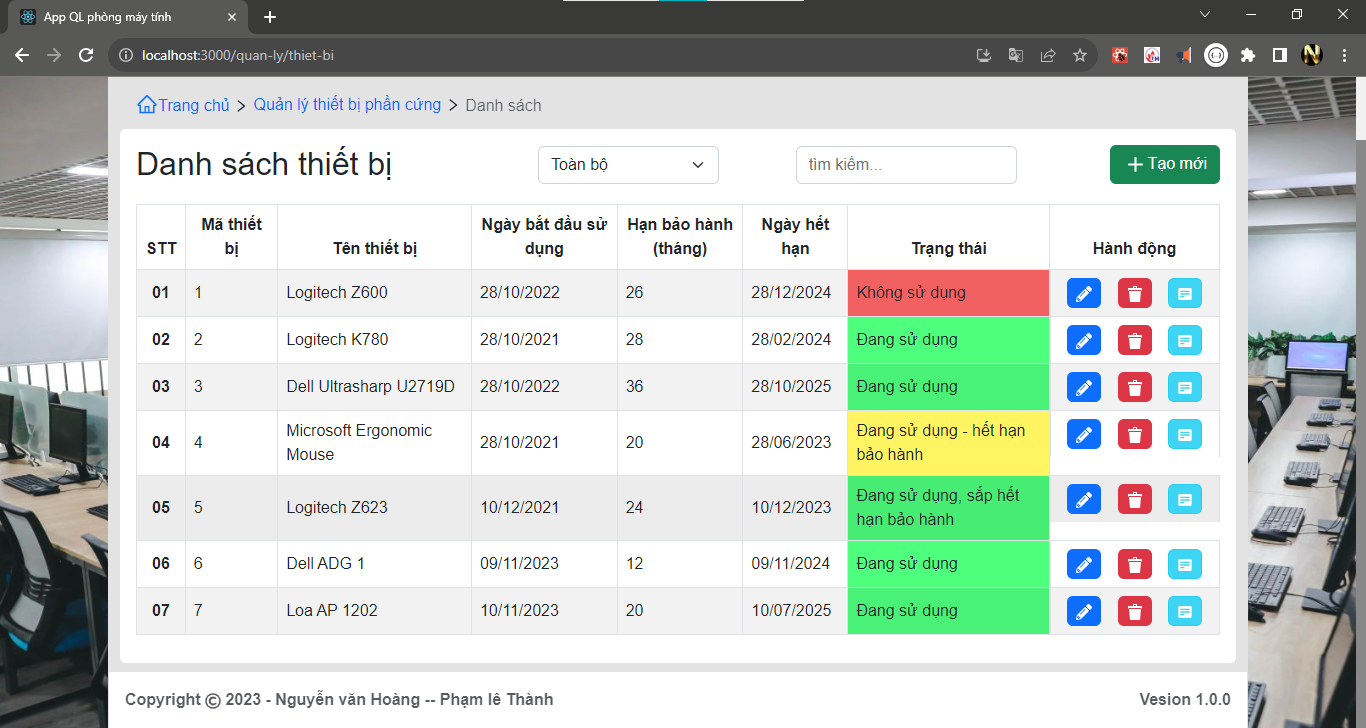 App QL phòng máy tính
localhost:3000/quan-ly/thiet-bi
Trang chủ > Quản lý thiết bị phần cứng > Danh sách
Danh sách thiết bị
Toàn bộ
tìm kiếm...
+ Tạo mới
STT Mã thiết bị Tên thiết bị Ngày bắt đầu sử dụng Hạn bảo hành (tháng) Ngày hết hạn Trạng thái Hành động
01 1 Logitech Z600 28/10/2022 26 28/12/2024 Không sử dụng
02 2 Logitech K780 28/10/2021 28 28/02/2024 Đang sử dụng
03 3 Dell Ultrasharp U2719D 28/10/2022 36 28/10/2025 Đang sử dụng
04 4 Microsoft Ergonomic Mouse 28/10/2021 20 28/06/2023 Đang sử dụng - hết hạn bảo hành
05 5 Logitech Z623 10/12/2021 24 10/12/2023 Đang sử dụng, sắp hết hạn bảo hành
06 6 Dell ADG 1 09/11/2023 12 09/11/2024 Đang sử dụng
07 7 Loa AP 1202 10/11/2023 20 10/07/2025 Đang sử dụng
Copyright © 2023 - Nguyễn văn Hoàng -- Phạm lê Thành
Vesion 1.0.0